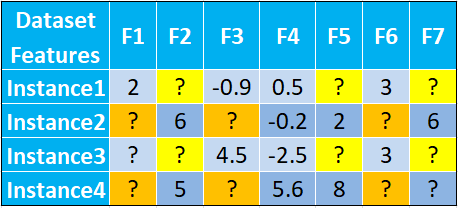 Dataset Features F1 F2 F3 F4 F5 F6 F7
Instance1 2 ? -0.9 0.5 ? 3 ?
Instance2 ? 6 ? -0.2 2 ? 6
Instance3 ? ? 4.5 -2.5 ? 3 ?
Instance4 ? 5 ? 5.6 8 ? ?